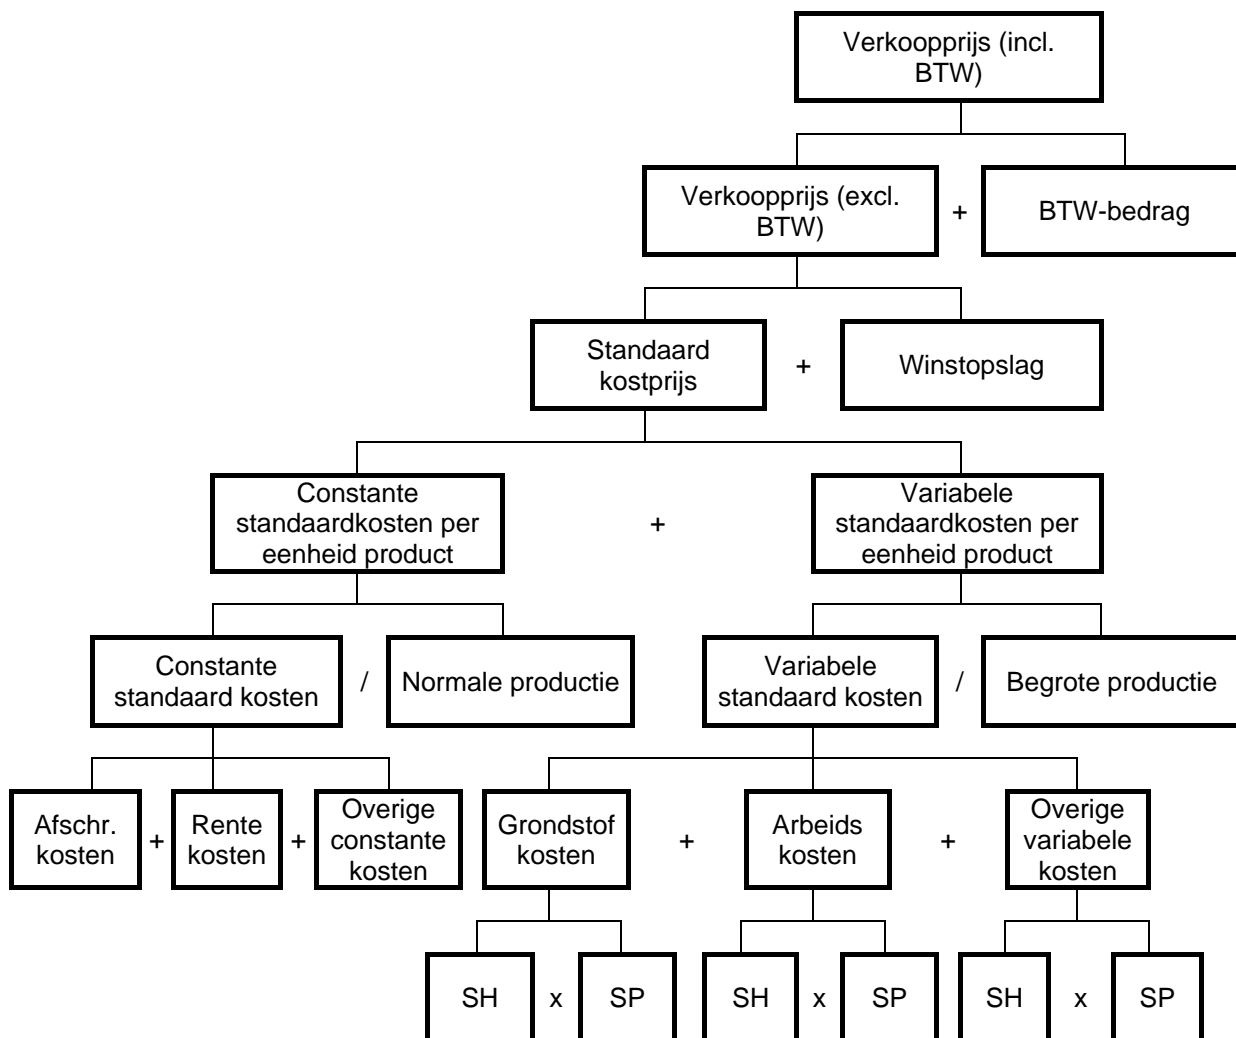 Verkoopprijs (incl.
BTW)
Verkoopprijs (excl.
BTW)
+
BTW-bedrag
Standaard
kostprijs
+
Winstopslag
Constante
standaardkosten per
eenheid product
+
Variabele
standaardkosten per
eenheid product
Constante
standaard kosten
/
Normale productie
Variabele
standaard kosten
/
Begrote productie
Afschr.
kosten
+
Rente
kosten
+
Overige
constante
kosten
Grondstof
kosten
+
Arbeids
kosten
+
Overige
variabele
kosten
SH
x
SP
SH
x
SP
SH
x
SP